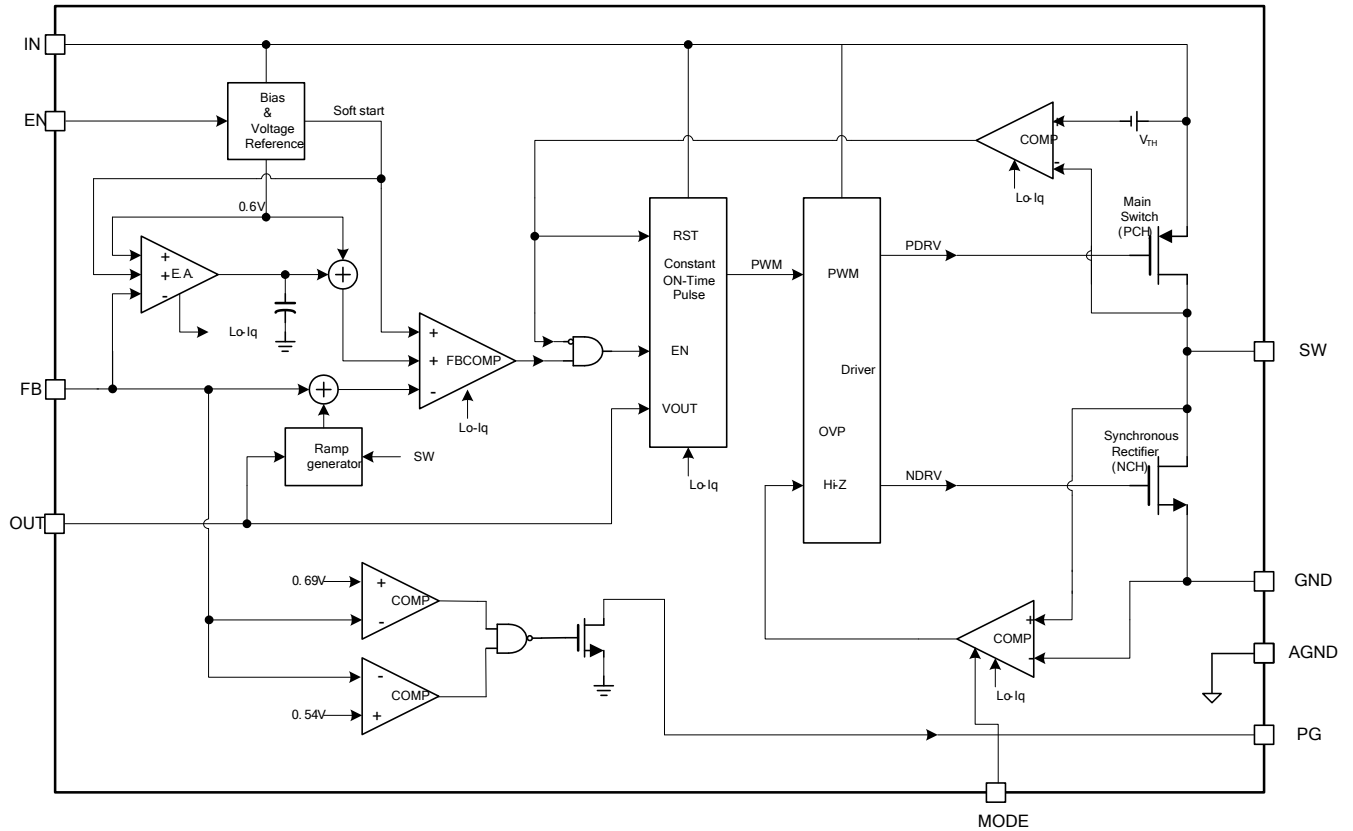 IN
EN
Bias
&
Voltage
Reference
Soft start
0.6V
+
+
-
E.A.
Lo-Iq
+
FB
+
Ramp
generator
SW
OUT
+
+
-
FBCOMP
Lo-Iq
RST
Constant
ON-Time
Pulse
EN
VOUT
Lo-Iq
PWM
PWM
Driver
OVP
Hi-Z
PDRV
NDRV
+
COMP
-
Lo-Iq
VTH
Main
Switch
(PCH)
SW
Synchronous
Rectifier
(NCH)
GND
AGND
PG
0.69V
+
COMP
-
-
COMP
0.54V
+
+
COMP
-
Lo-Iq
MODE